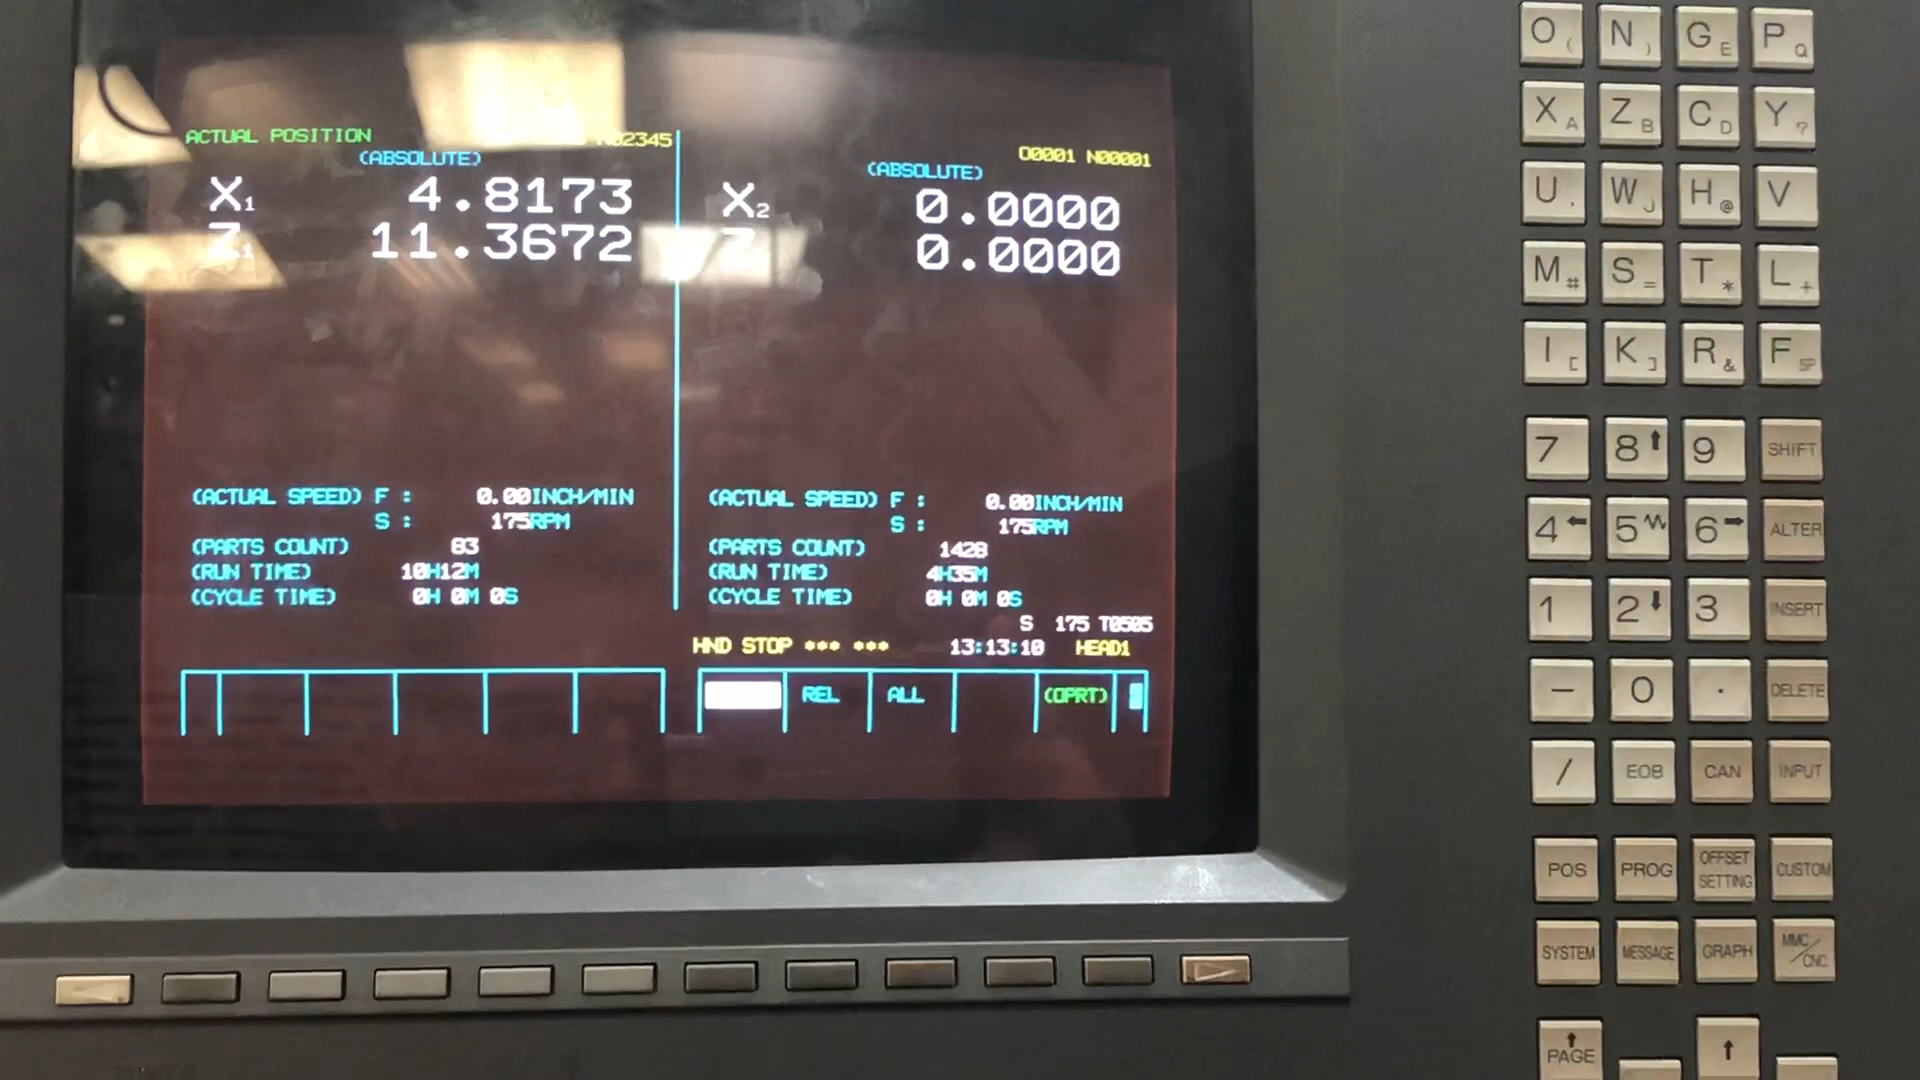 ACTUAL POSITION
(ABSOLUTE)
X1 4.8173
Z1 11.3672
(ACTUAL SPEED) F : 0.00INCH/MIN
S : 175RPM
(PARTS COUNT) 83
(RUN TIME) 10H12M
(CYCLE TIME) 0H 0M 0S
O0001 N00001
(ABSOLUTE)
X2 0.0000
Z 0.0000
(ACTUAL SPEED) F : 0.00INCH/MIN
S : 175RPM
(PARTS COUNT) 1428
(RUN TIME) 4H35M
(CYCLE TIME) 0H 0M 0S
S 175 T0505
HND STOP *** *** 13:13:10 HEAD1
REL ALL (OPRT)
O ( N ) G E P Q
X A Z B C D Y ?
U , W J H @ V
M # S = T * L +
I [ K ] R & F SP
7 8 ↑ 9 SHIFT
4 ← 5 6 → ALTER
1 2 ↓ 3 INSERT
- 0 . DELETE
/ EOB CAN INPUT
POS PROG OFFSET SETTING CUSTOM
SYSTEM MESSAGE GRAPH MMC/CNC
↑ PAGE ↑